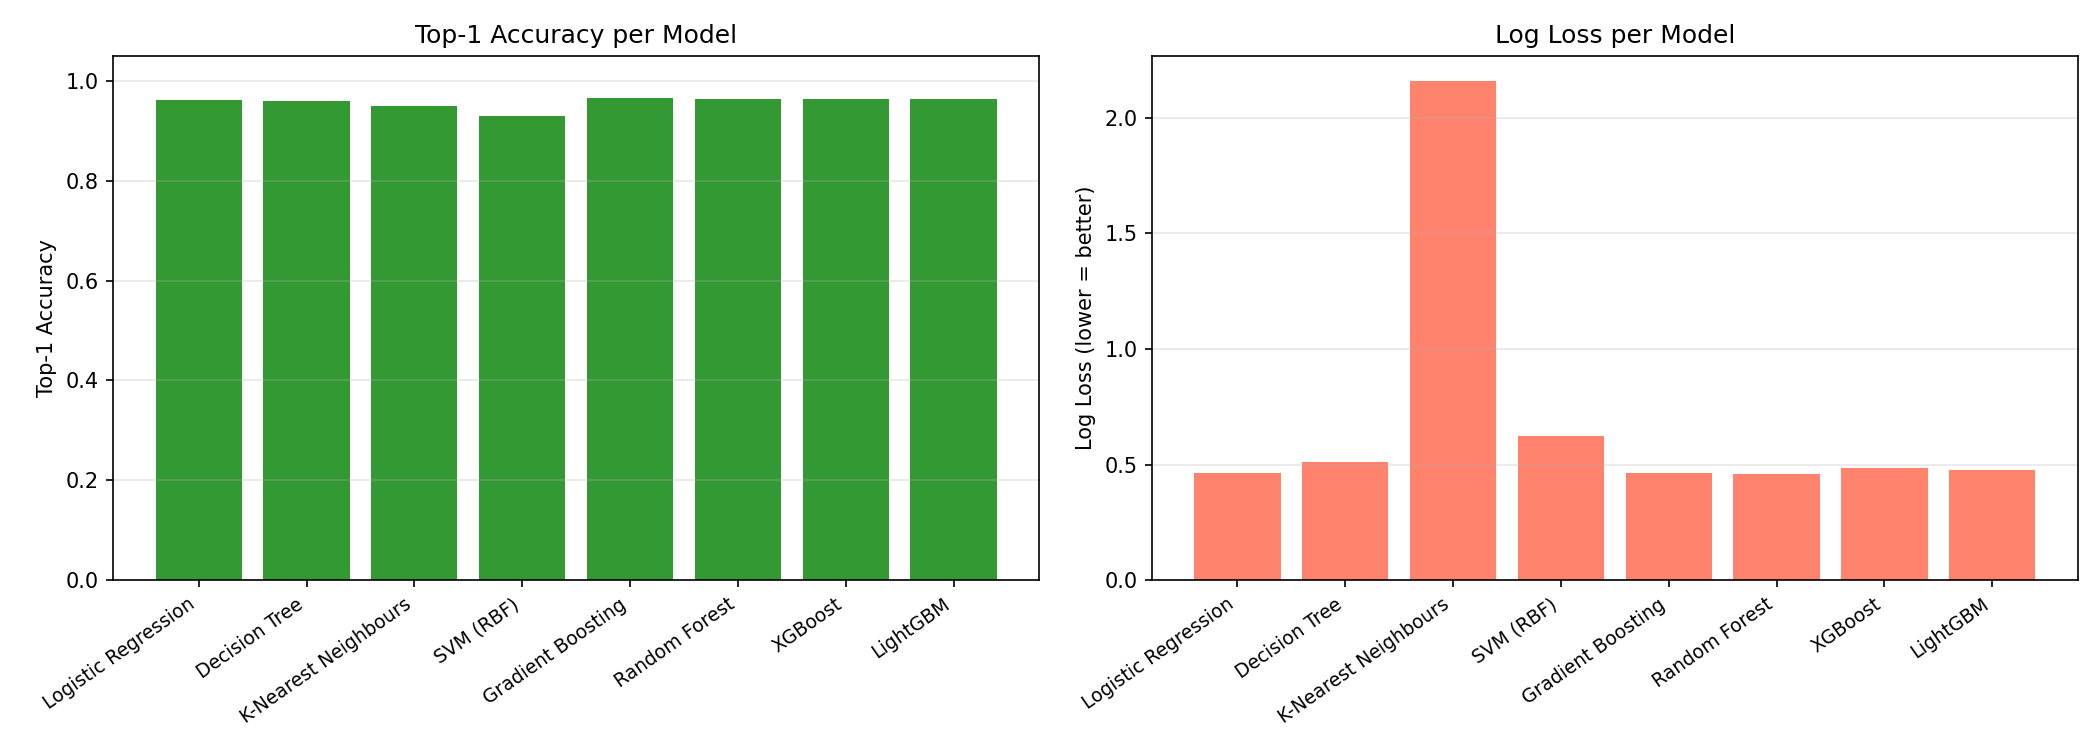 Top-1 Accuracy per Model
Top-1 Accuracy
1.0
0.8
0.6
0.4
0.2
0.0
Logistic Regression
Decision Tree
K-Nearest Neighbours
SVM (RBF)
Gradient Boosting
Random Forest
XGBoost
LightGBM
Log Loss per Model
Log Loss (lower = better)
2.0
1.5
1.0
0.5
0.0
Logistic Regression
Decision Tree
K-Nearest Neighbours
SVM (RBF)
Gradient Boosting
Random Forest
XGBoost
LightGBM